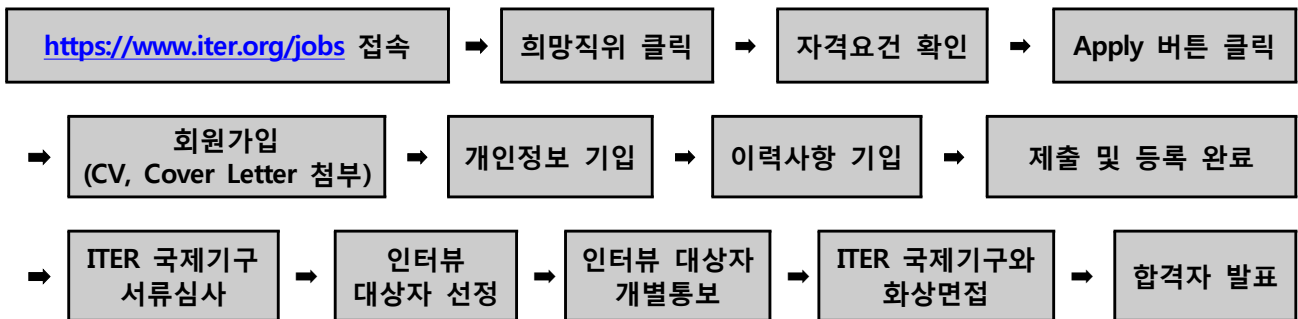 https://www.iter.org/jobs 접속 ➡ 희망직위 클릭 ➡ 자격요건 확인 ➡ Apply 버튼 클릭
➡ 회원가입
(CV, Cover Letter 첨부) ➡ 개인정보 기입 ➡ 이력사항 기입 ➡ 제출 및 등록 완료
➡ ITER 국제기구
서류심사 ➡ 인터뷰
대상자 선정 ➡ 인터뷰 대상자
개별통보 ➡ ITER 국제기구와
화상면접 ➡ 합격자 발표